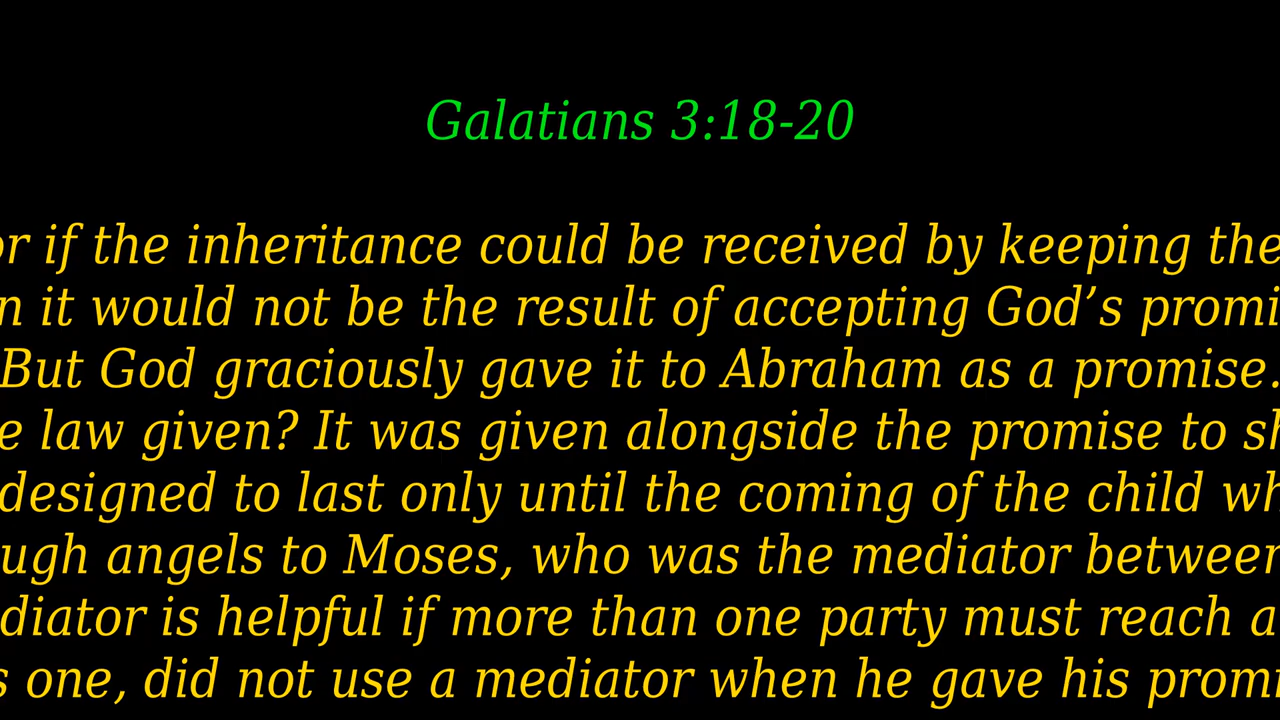 Galatians 3:18-20
or if the inheritance could be received by keeping the
n it would not be the result of accepting God’s promi
But God graciously gave it to Abraham as a promise.
e law given? It was given alongside the promise to sh
designed to last only until the coming of the child wh
ugh angels to Moses, who was the mediator between
diator is helpful if more than one party must reach a
s one, did not use a mediator when he gave his promi